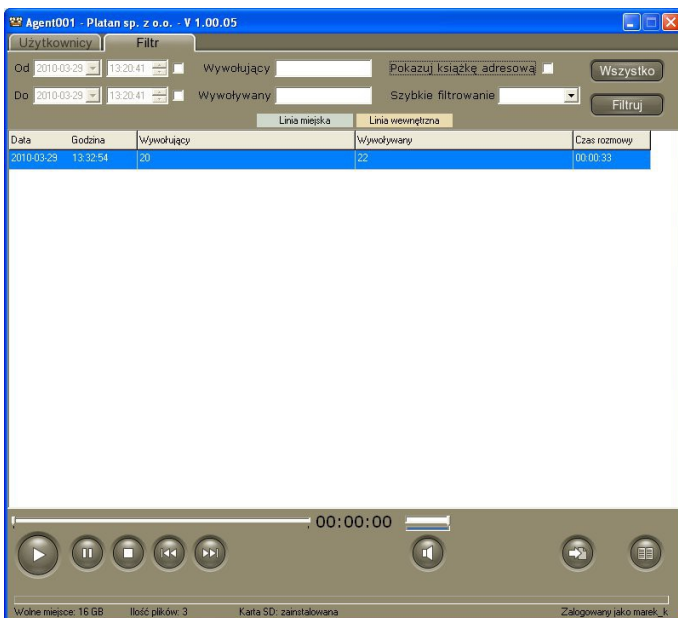 Agent001 - Platan sp. z o.o. - V 1.00.05
Użytkownicy Filtr
Od 2010-03-29 13:20:41 Wywołujący Pokazuj książkę adresową Wszystko
Do 2010-03-29 13:20:41 Wywoływany Szybkie filtrowanie Filtruj
Linia miejska Linia wewnętrzna
Data Godzina Wywołujący Wywoływany Czas rozmowy
2010-03-29 13:32:54 20 22 00:00:33
00:00:00
Wolne miejsce: 16 GB Ilość plików: 3 Karta SD: zainstalowana Zalogowany jako marek_k